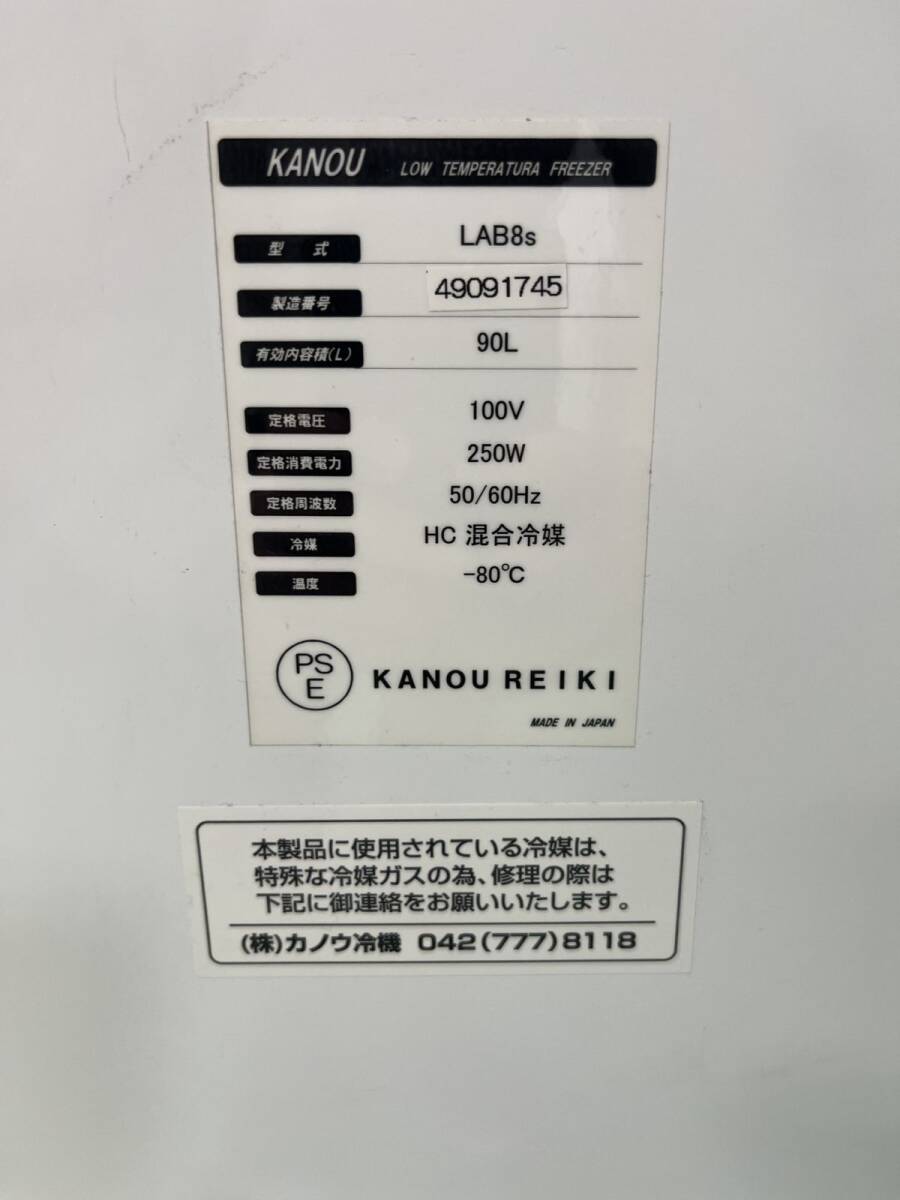 KANOU LOW TEMPERATURA FREEZER
型 式 LAB8s
製造番号 49091745
有効内容積(L) 90L
定格電圧 100V
定格消費電力 250W
定格周波数 50/60Hz
冷媒 HC 混合冷媒
温度 -80℃
PS
E
KANOU REIKI
MADE IN JAPAN
本製品に使用されている冷媒は、
特殊な冷媒ガスの為、修理の際は
下記に御連絡をお願いいたします。
(株)カノウ冷機 042(777)8118